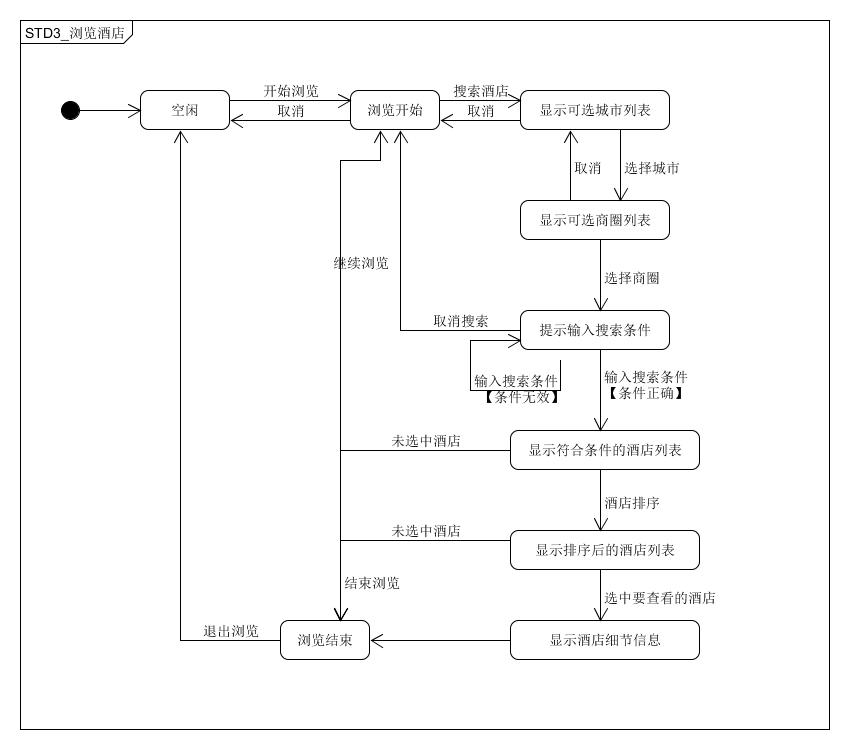 STD3_浏览酒店
开始浏览
搜索酒店
空闲
浏览开始
显示可选城市列表
取消
取消
取消
选择城市
显示可选商圈列表
继续浏览
选择商圈
取消搜索
提示输入搜索条件
输入搜索条件
【条件无效】
输入搜索条件
【条件正确】
未选中酒店
显示符合条件的酒店列表
酒店排序
未选中酒店
显示排序后的酒店列表
结束浏览
选中要查看的酒店
退出浏览
浏览结束
显示酒店细节信息